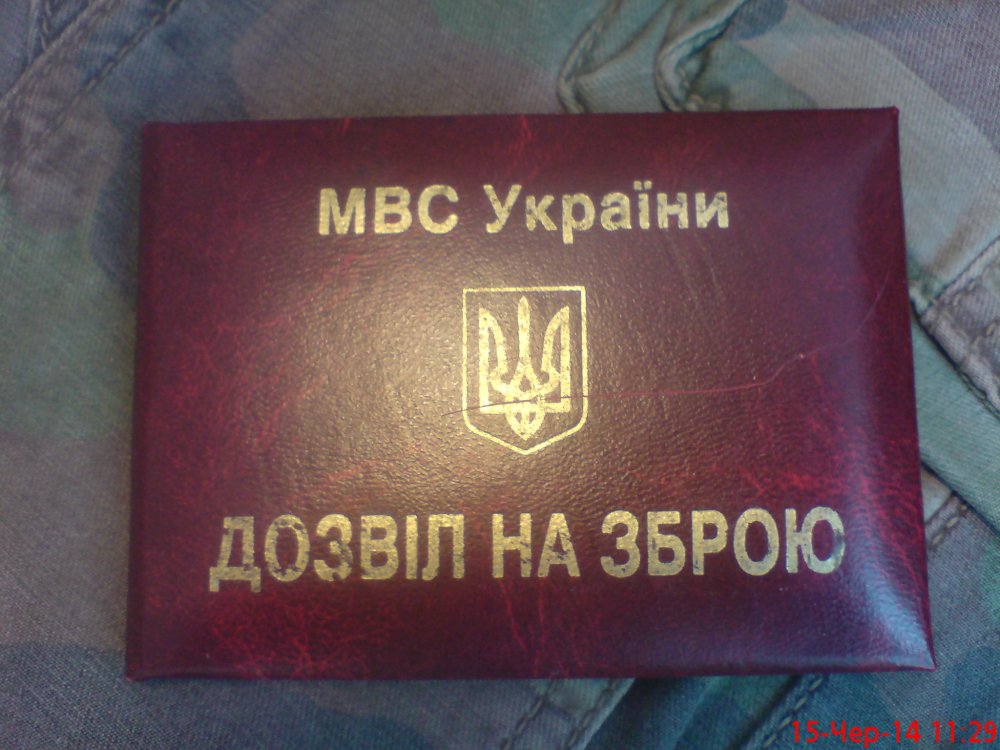 МВС України
ДОЗВІЛ НА ЗБРОЮ
15-Чер-14 11:29